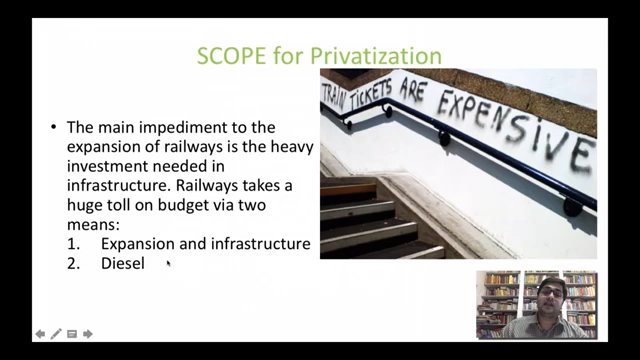 SCOPE for Privatization
TRAIN TICKETS ARE EXPENSIVE
• The main impediment to the
expansion of railways is the heavy
investment needed in
infrastructure. Railways takes a
huge toll on budget via two
means:
1. Expansion and infrastructure
2. Diesel